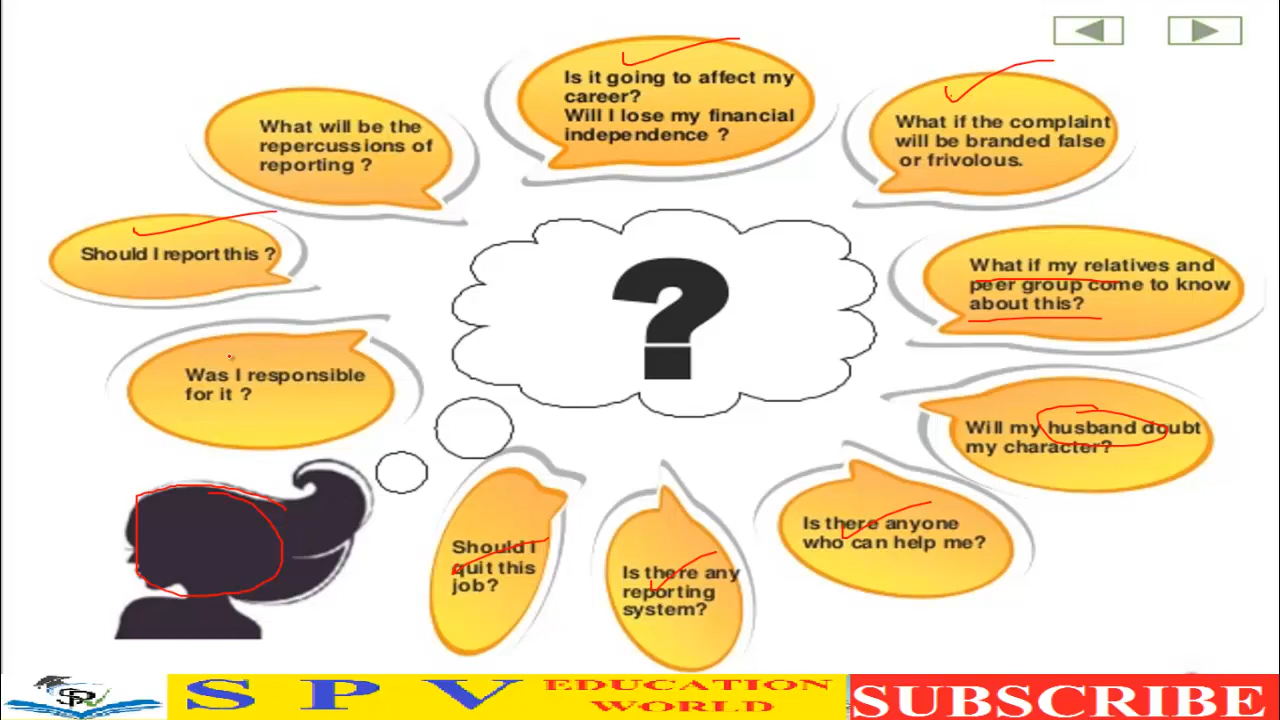 Is it going to affect my
career?
Will I lose my financial
independence ?
What will be the
repercussions of
reporting ?
What if the complaint
will be branded false
or frivolous.
Should I report this ?
What if my relatives and
peer group come to know
about this?
Was I responsible
for it ?
?
Will my husband doubt
my character?
Should I
quit this
job?
Is there any
reporting
system?
Is there anyone
who can help me?
SPV
S P V EDUCATION
WORLD
SUBSCRIBE